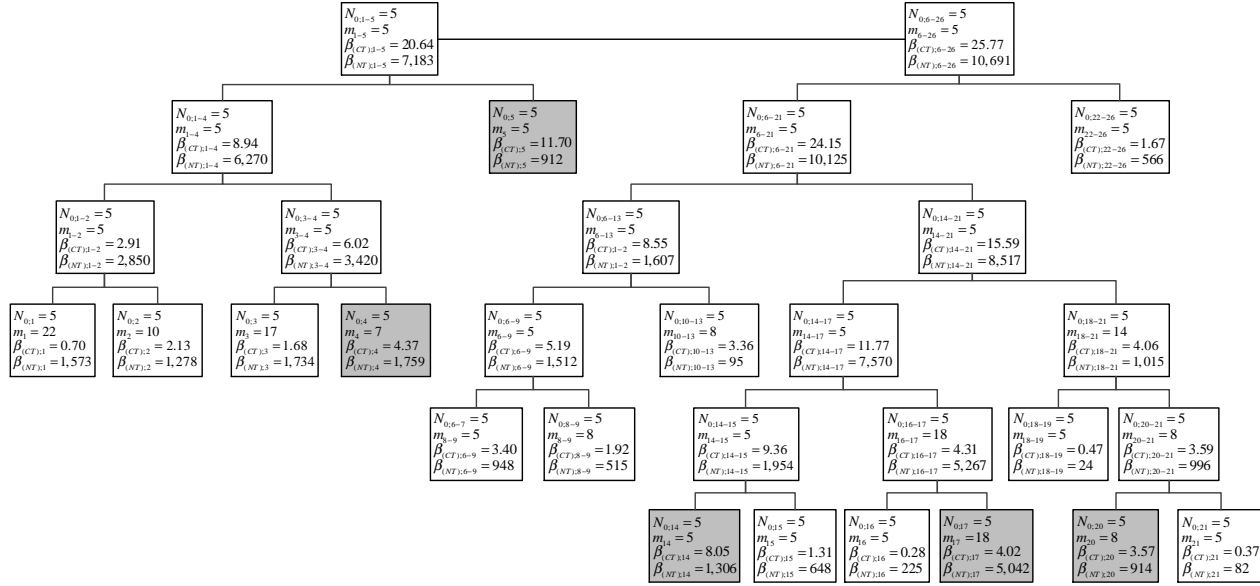 N0;1−5 = 5
m1−5 = 5
β(CT);1−5 = 20.64
β(NT);1−5 = 7,183
N0;6−26 = 5
m6−26 = 5
β(CT);6−26 = 25.77
β(NT);6−26 = 10,691
N0;1−4 = 5
m1−4 = 5
β(CT);1−4 = 8.94
β(NT);1−4 = 6,270
N0;5 = 5
m5 = 5
β(CT);5 = 11.70
β(NT);5 = 912
N0;6−21 = 5
m6−21 = 5
β(CT);6−21 = 24.15
β(NT);6−21 = 10,125
N0;22−26 = 5
m22−26 = 5
β(CT);22−26 = 1.67
β(NT);22−26 = 566
N0;1−2 = 5
m1−2 = 5
β(CT);1−2 = 2.91
β(NT);1−2 = 2,850
N0;3−4 = 5
m3−4 = 5
β(CT);3−4 = 6.02
β(NT);3−4 = 3,420
N0;6−13 = 5
m6−13 = 5
β(CT);1−2 = 8.55
β(NT);1−2 = 1,607
N0;14−21 = 5
m14−21 = 5
β(CT);14−21 = 15.59
β(NT);14−21 = 8,517
N0;1 = 5
m1 = 22
β(CT);1 = 0.70
β(NT);1 = 1,573
N0;2 = 5
m2 = 10
β(CT);2 = 2.13
β(NT);2 = 1,278
N0;3 = 5
m3 = 17
β(CT);3 = 1.68
β(NT);3 = 1,734
N0;4 = 5
m4 = 7
β(CT);4 = 4.37
β(NT);4 = 1,759
N0;6−9 = 5
m6−9 = 5
β(CT);6−9 = 5.19
β(NT);6−9 = 1,512
N0;10−13 = 5
m10−13 = 8
β(CT);10−13 = 3.36
β(NT);10−13 = 95
N0;14−17 = 5
m14−17 = 5
β(CT);14−17 = 11.77
β(NT);14−17 = 7,570
N0;18−21 = 5
m18−21 = 14
β(CT);18−21 = 4.06
β(NT);18−21 = 1,015
N0;6−7 = 5
m8−9 = 5
β(CT);6−9 = 3.40
β(NT);6−9 = 948
N0;8−9 = 5
m8−9 = 8
β(CT);8−9 = 1.92
β(NT);8−9 = 515
N0;14−15 = 5
m14−15 = 5
β(CT);14−15 = 9.36
β(NT);14−15 = 1,954
N0;16−17 = 5
m16−17 = 18
β(CT);16−17 = 4.31
β(NT);16−17 = 5,267
N0;18−19 = 5
m18−19 = 5
β(CT);18−19 = 0.47
β(NT);18−19 = 24
N0;20−21 = 5
m20−21 = 8
β(CT);20−21 = 3.59
β(NT);20−21 = 996
N0;14 = 5
m14 = 5
β(CT);14 = 8.05
β(NT);14 = 1,306
N0;15 = 5
m15 = 5
β(CT);15 = 1.31
β(NT);15 = 648
N0;16 = 5
m16 = 5
β(CT);16 = 0.28
β(NT);16 = 225
N0;17 = 5
m17 = 18
β(CT);17 = 4.02
β(NT);17 = 5,042
N0;20 = 5
m20 = 8
β(CT);20 = 3.57
β(NT);20 = 914
N0;21 = 5
m21 = 5
β(CT);21 = 0.37
β(NT);21 = 82